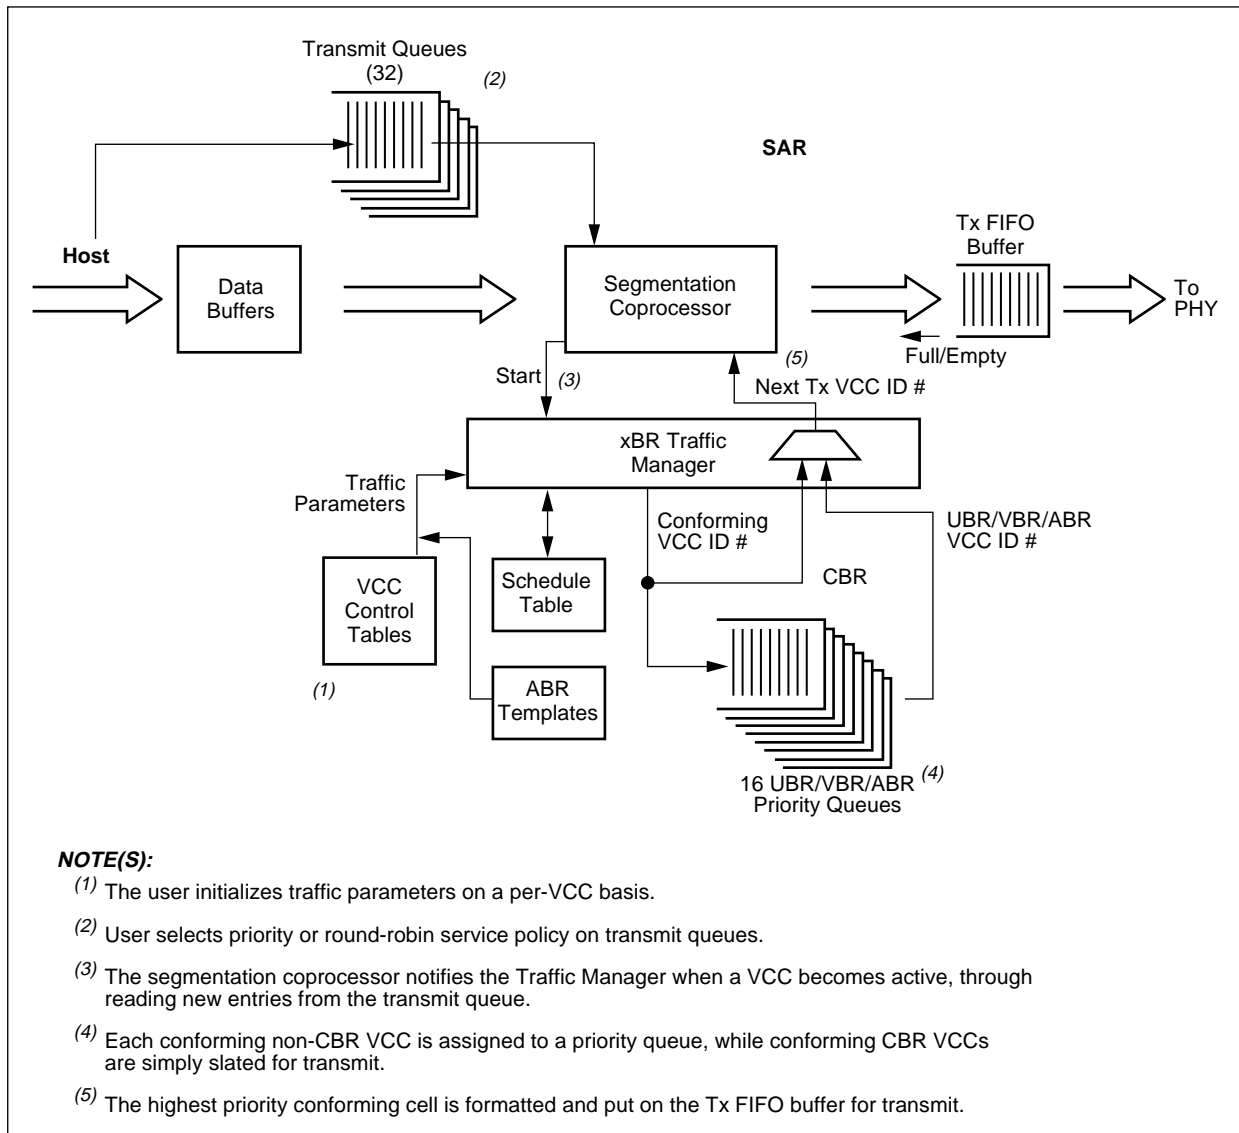 Transmit Queues
(32)
(2)
SAR
Host
Data
Buffers
Segmentation
Coprocessor
Tx FIFO
Buffer
To
PHY
Full/Empty
Start
(3)
(5)
Next Tx VCC ID #
xBR Traffic
Manager
Traffic
Parameters
Conforming
VCC ID #
UBR/VBR/ABR
VCC ID #
CBR
VCC
Control
Tables
Schedule
Table
(1)
ABR
Templates
16 UBR/VBR/ABR
Priority Queues
(4)
NOTE(S):
(1) The user initializes traffic parameters on a per-VCC basis.
(2) User selects priority or round-robin service policy on transmit queues.
(3) The segmentation coprocessor notifies the Traffic Manager when a VCC becomes active, through
reading new entries from the transmit queue.
(4) Each conforming non-CBR VCC is assigned to a priority queue, while conforming CBR VCCs
are simply slated for transmit.
(5) The highest priority conforming cell is formatted and put on the Tx FIFO buffer for transmit.